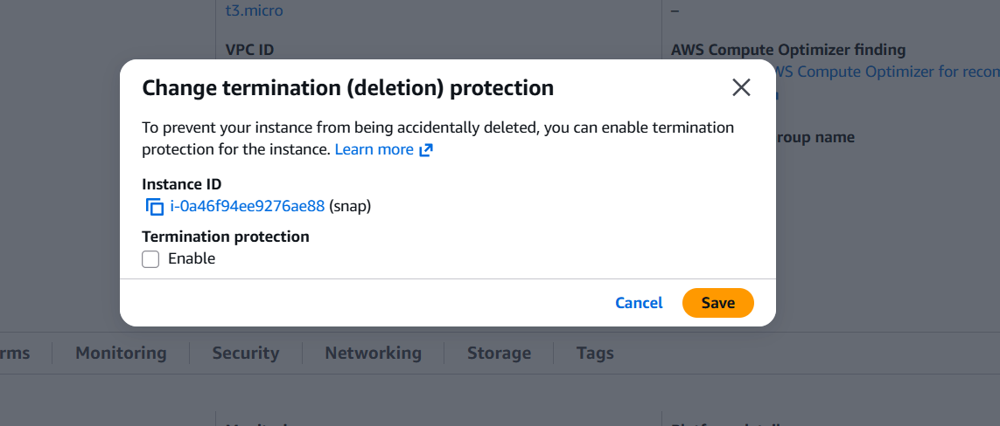 t3.micro
–
VPC ID
AWS Compute Optimizer finding
WS Compute Optimizer for recom
Change termination (deletion) protection
To prevent your instance from being accidentally deleted, you can enable termination
protection for the instance. Learn more
roup name
Instance ID
i-0a46f94ee9276ae88 (snap)
Termination protection
Enable
Cancel
Save
rms
Monitoring
Security
Networking
Storage
Tags